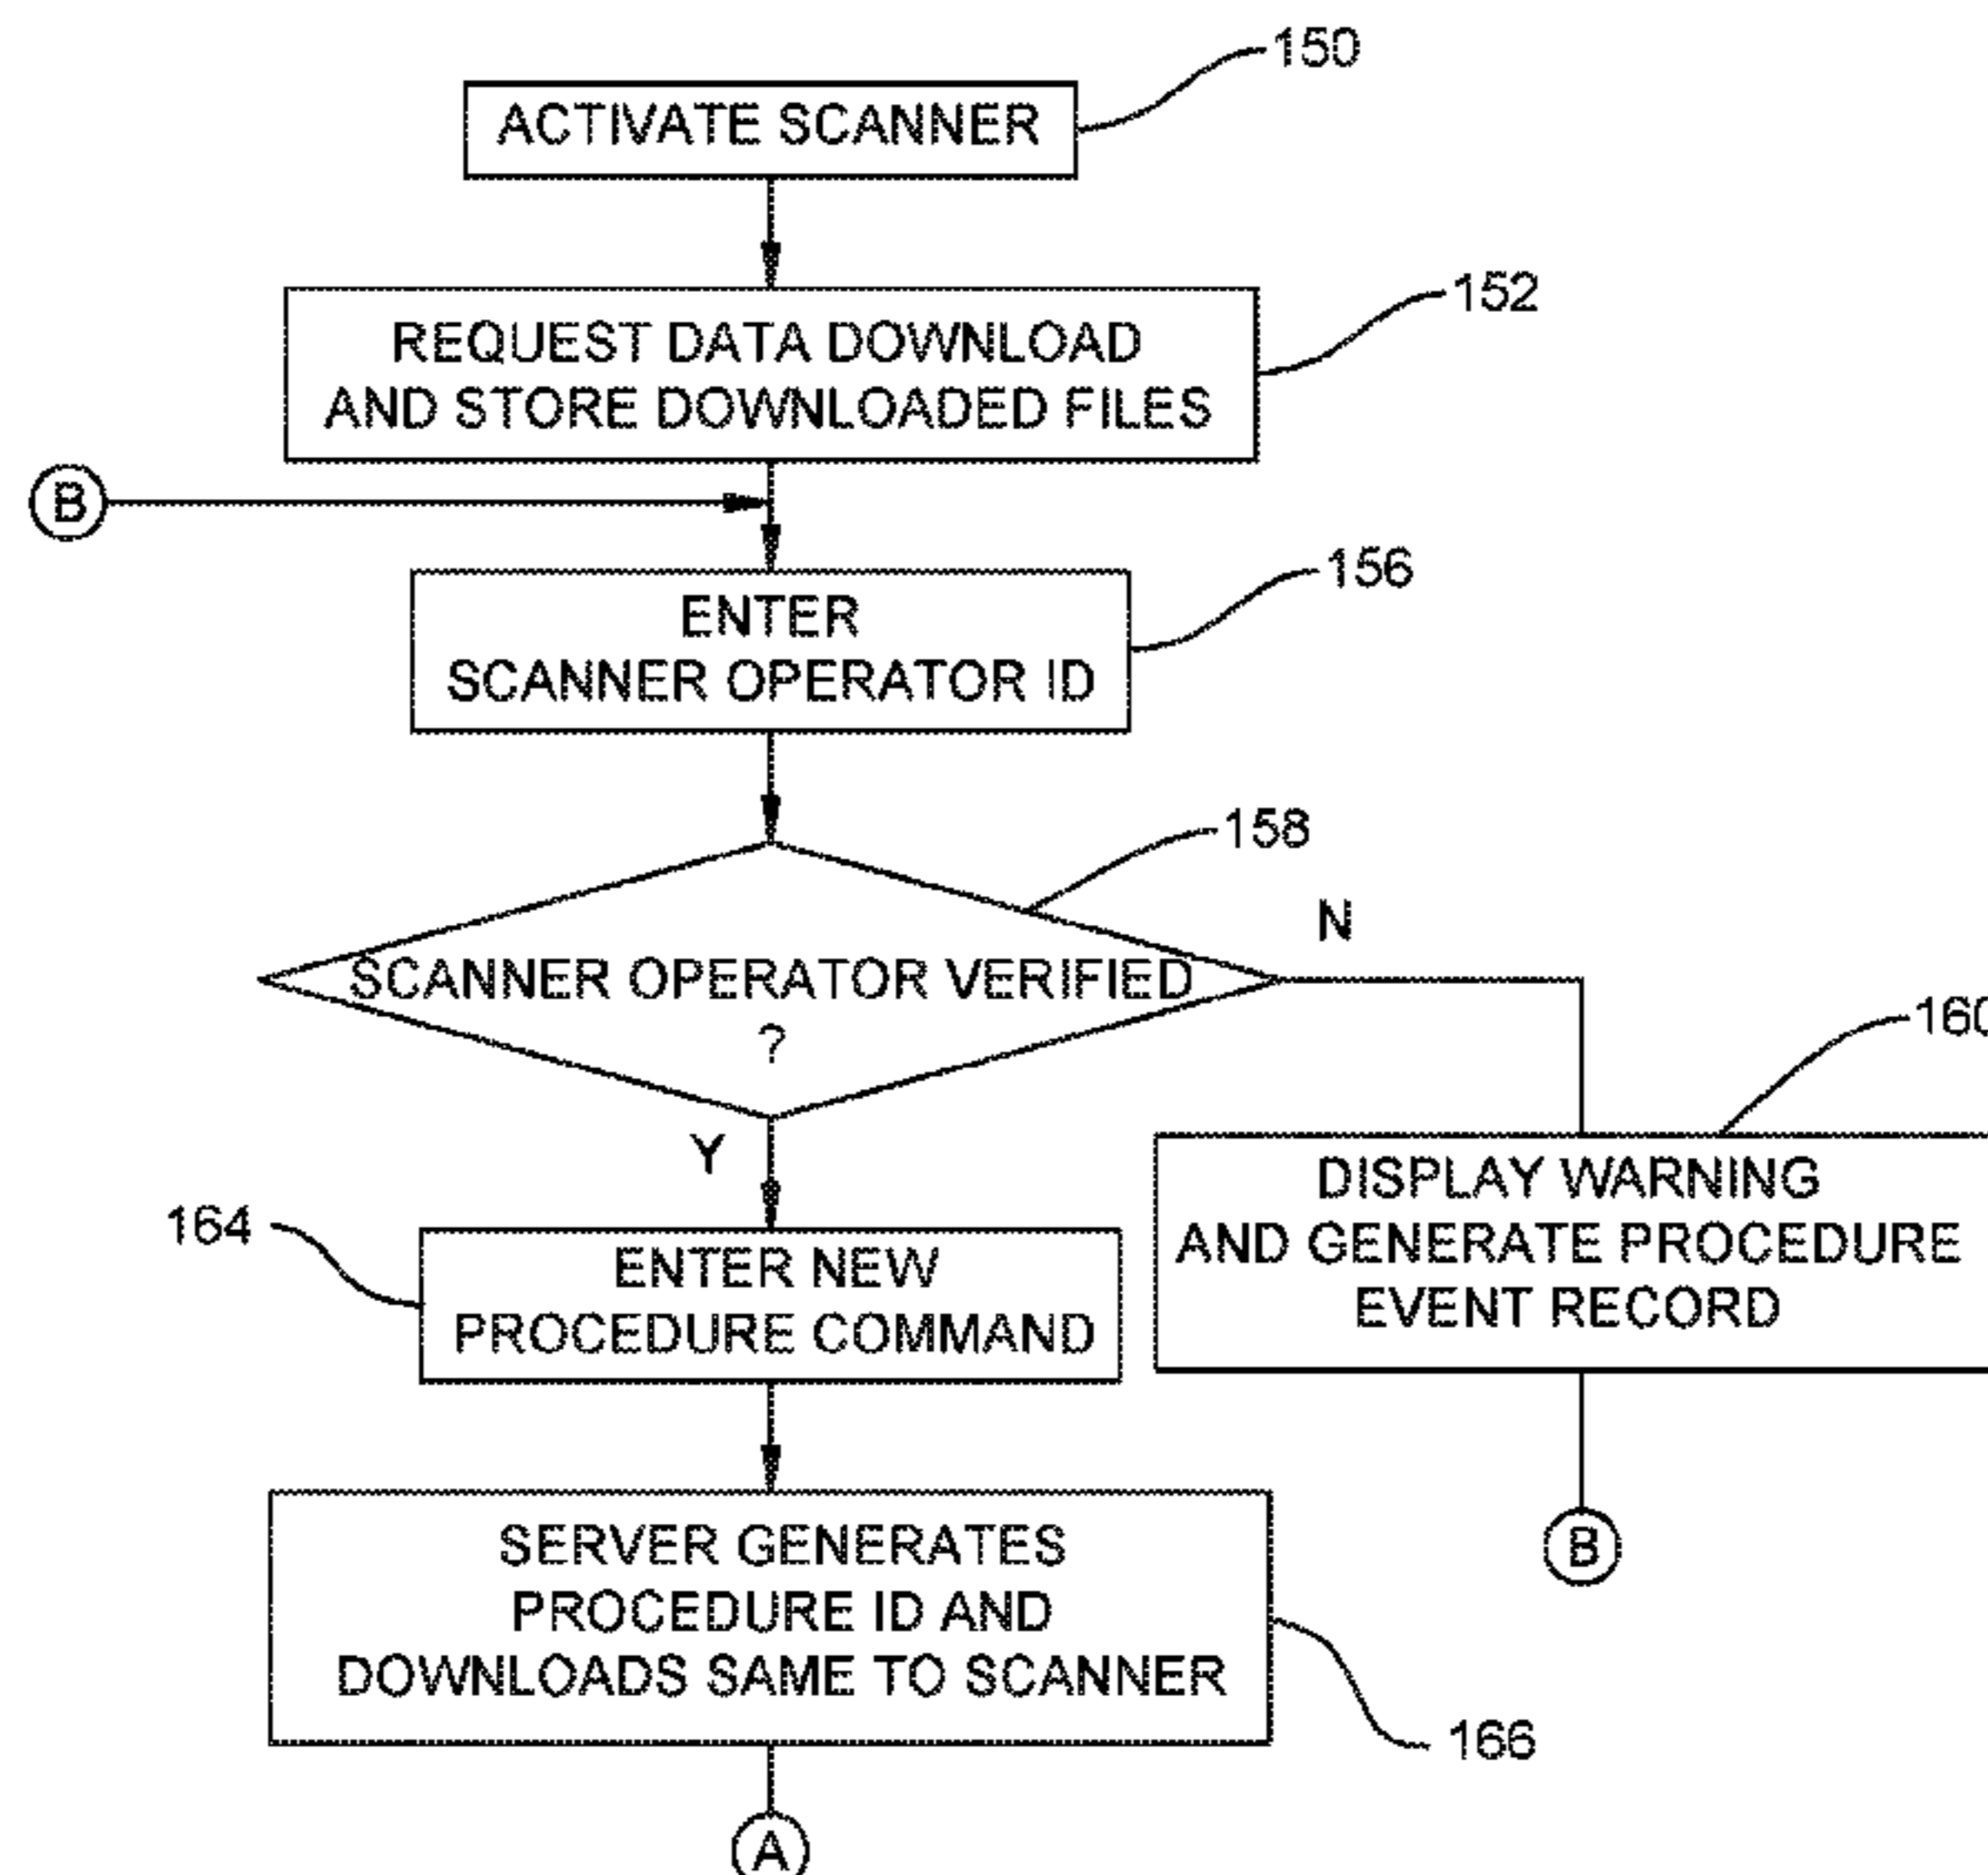 150
ACTIVATE SCANNER
152
REQUEST DATA DOWNLOAD
AND STORE DOWNLOADED FILES
B
156
ENTER
SCANNER OPERATOR ID
158
N
SCANNER OPERATOR VERIFIED
?
160
Y
DISPLAY WARNING
AND GENERATE PROCEDURE
EVENT RECORD
164
ENTER NEW
PROCEDURE COMMAND
SERVER GENERATES
PROCEDURE ID AND
DOWNLOADS SAME TO SCANNER
B
166
A